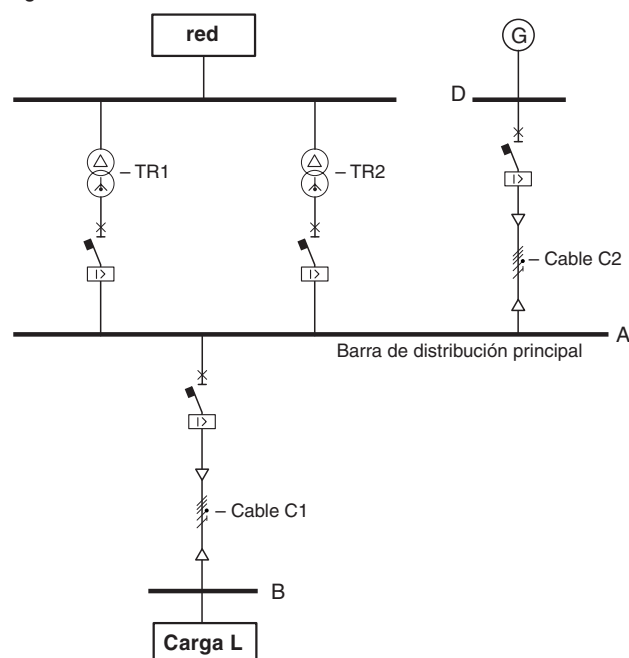 red
G
D
– TR1
– TR2
I>
I>
I>
– Cable C2
A
Barra de distribución principal
I>
– Cable C1
B
Carga L